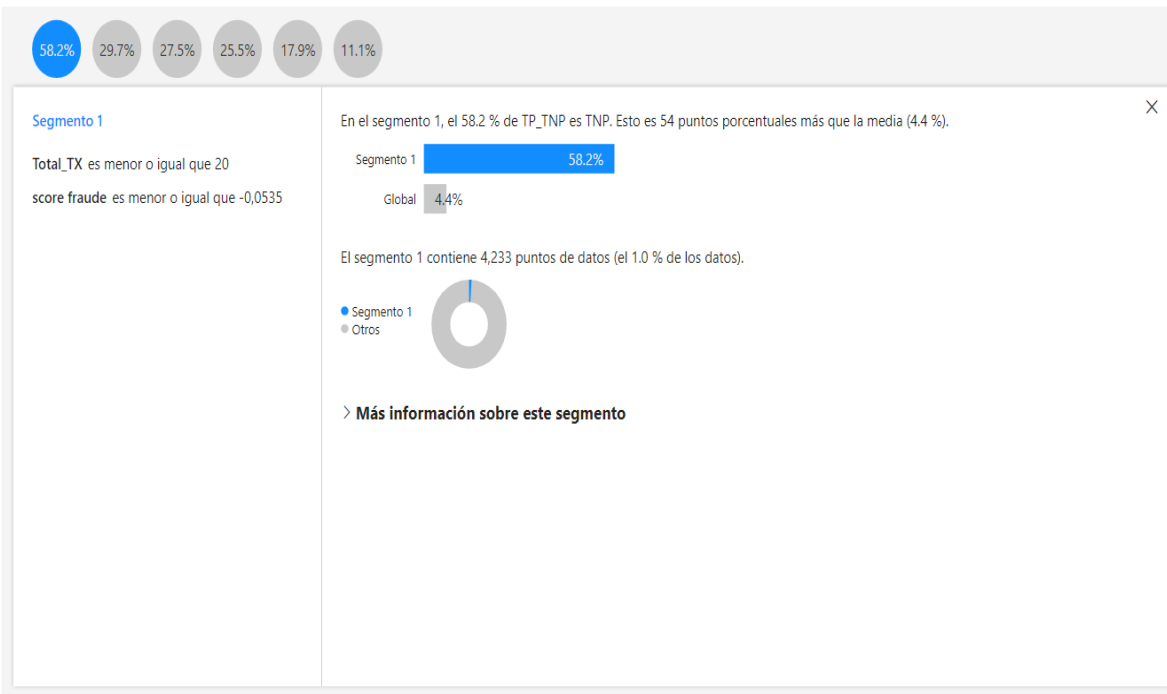 58.2% 29.7% 27.5% 25.5% 17.9% 11.1%
Segmento 1
Total_TX es menor o igual que 20
score fraude es menor o igual que -0,0535
En el segmento 1, el 58.2 % de TP_TNP es TNP. Esto es 54 puntos porcentuales más que la media (4.4 %).
Segmento 1 58.2%
Global 4.4%
El segmento 1 contiene 4,233 puntos de datos (el 1.0 % de los datos).
Segmento 1
Otros
Más información sobre este segmento